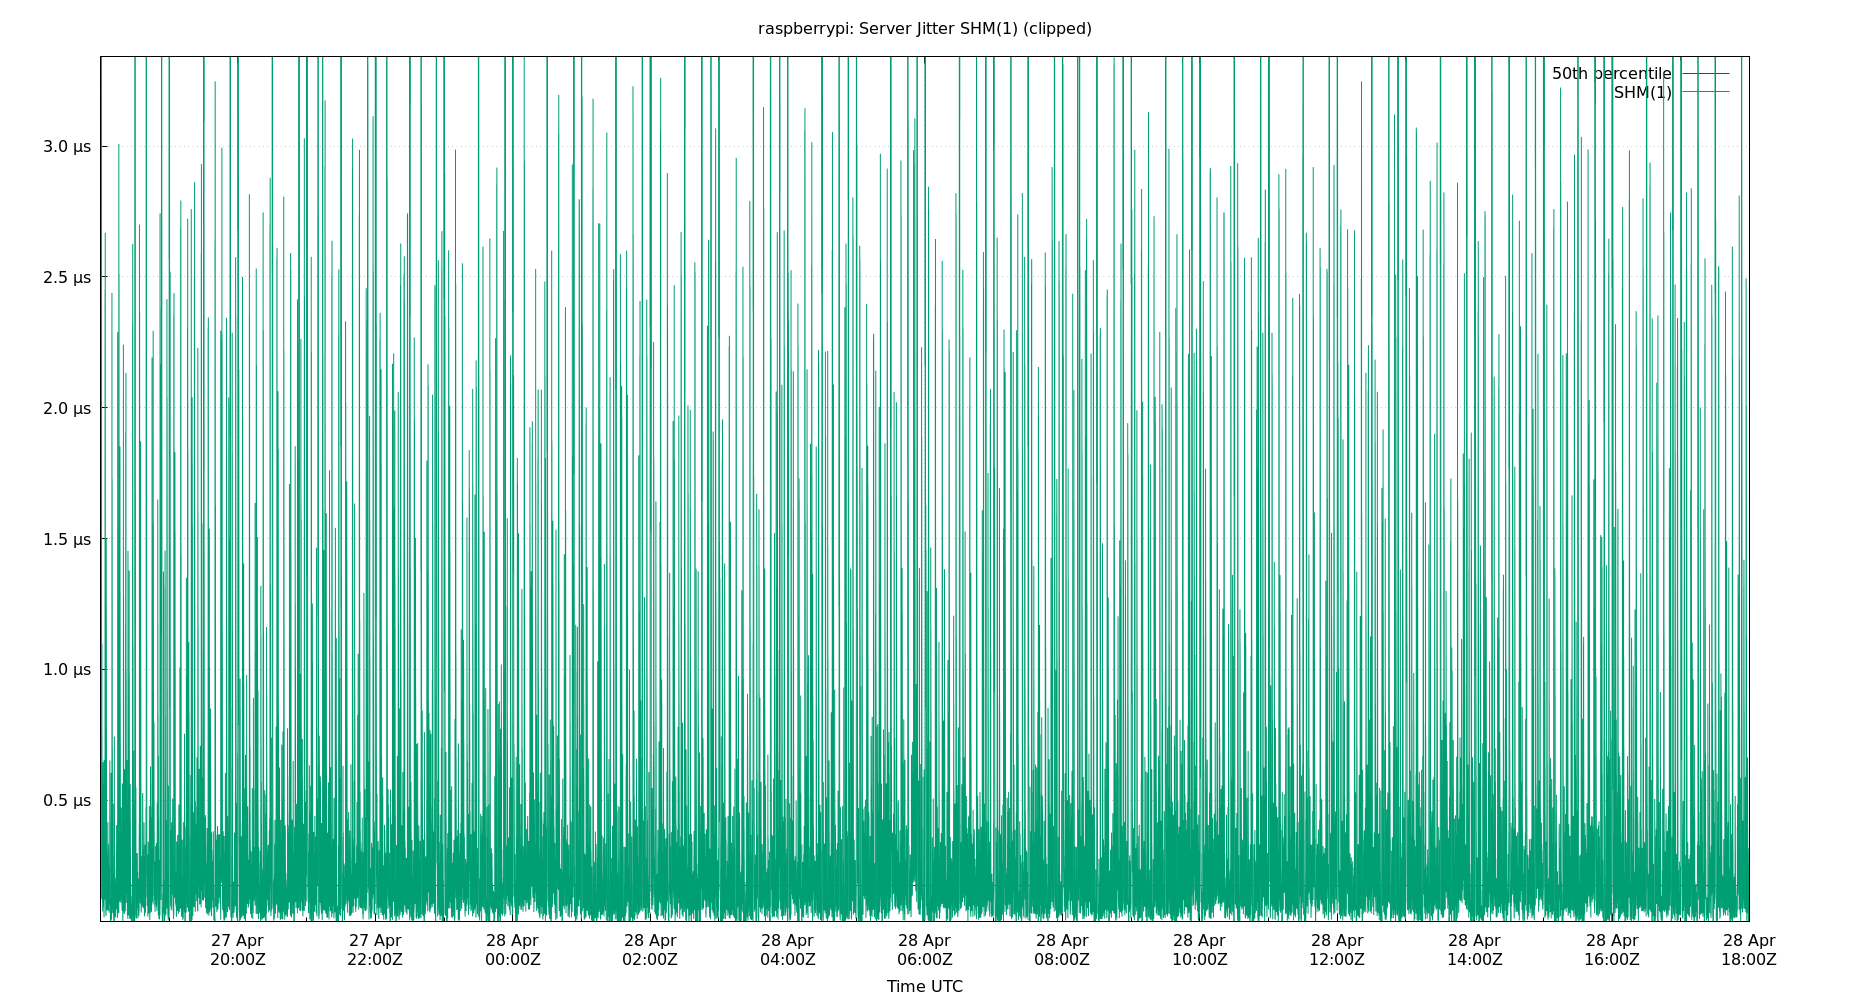 raspberrypi: Server Jitter SHM(1) (clipped)
50th percentile
SHM(1)
3.0 µs
2.5 µs
2.0 µs
1.5 µs
1.0 µs
0.5 µs
27 Apr 27 Apr 28 Apr 28 Apr 28 Apr 28 Apr 28 Apr 28 Apr 28 Apr 28 Apr 28 Apr 28 Apr
20:00Z 22:00Z 00:00Z 02:00Z 04:00Z 06:00Z 08:00Z 10:00Z 12:00Z 14:00Z 16:00Z 18:00Z
Time UTC